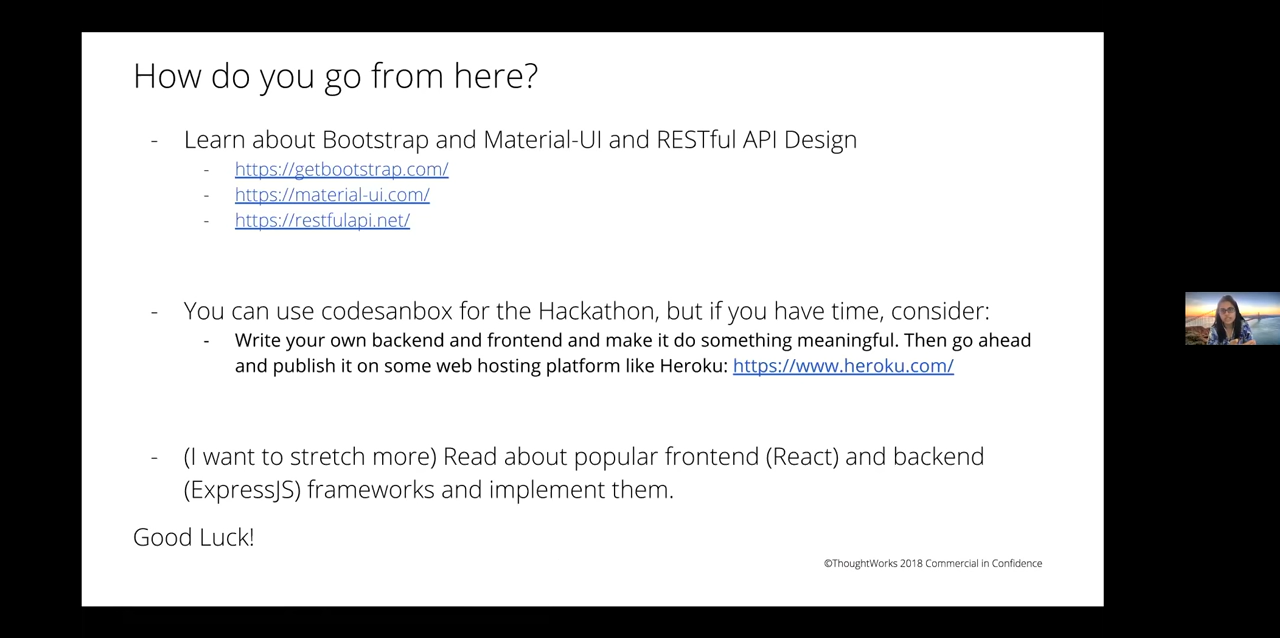 How do you go from here?
- Learn about Bootstrap and Material-UI and RESTful API Design
- https://getbootstrap.com/
- https://material-ui.com/
- https://restfulapi.net/
- You can use codesanbox for the Hackathon, but if you have time, consider:
- Write your own backend and frontend and make it do something meaningful. Then go ahead
and publish it on some web hosting platform like Heroku: https://www.heroku.com/
- (I want to stretch more) Read about popular frontend (React) and backend
(ExpressJS) frameworks and implement them.
Good Luck!
©ThoughtWorks 2018 Commercial in Confidence